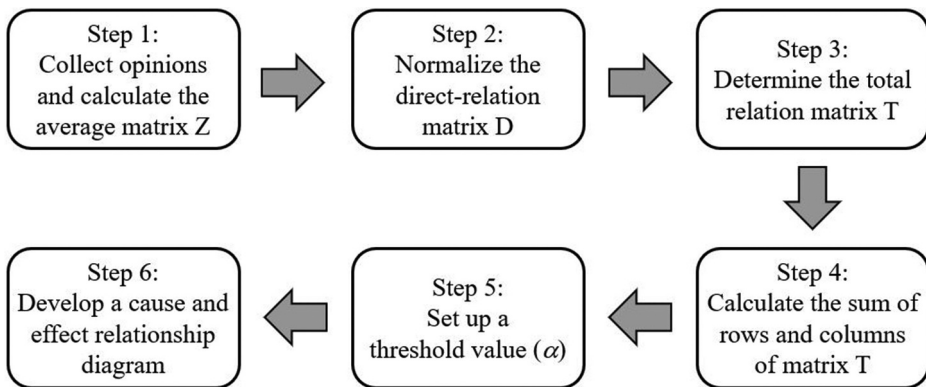 Step 1:
Collect opinions
and calculate the
average matrix Z
Step 2:
Normalize the
direct-relation
matrix D
Step 3:
Determine the total
relation matrix T
Step 4:
Calculate the sum of
rows and columns
of matrix T
Step 5:
Set up a
threshold value (α)
Step 6:
Develop a cause and
effect relationship
diagram